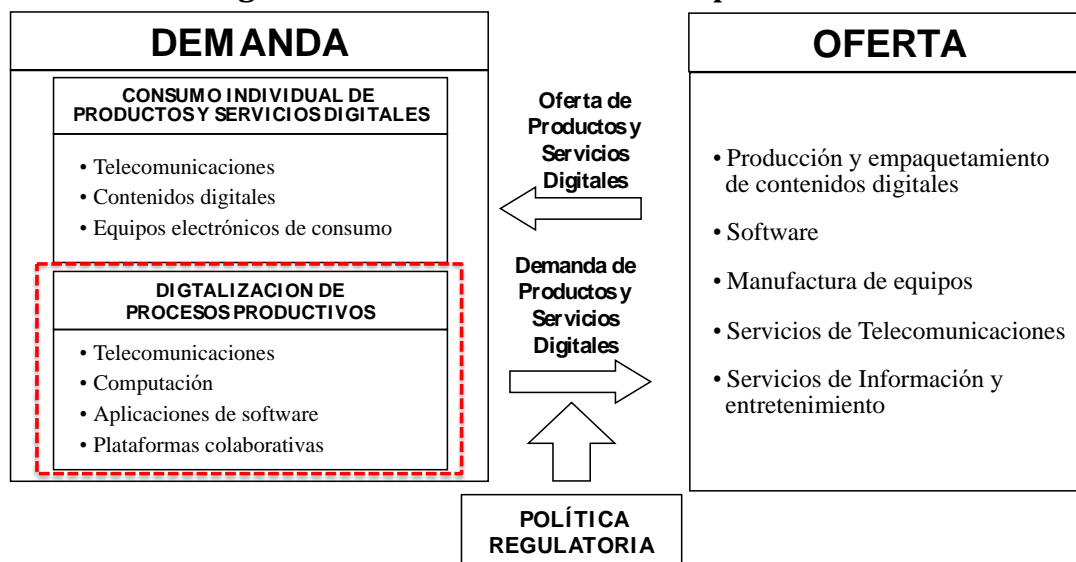 DEMANDA
CONSUMO INDIVIDUAL DE
PRODUCTOS Y SERVICIOS DIGITALES
• Telecomunicaciones
• Contenidos digitales
• Equipos electrónicos de consumo
DIGTALIZACION DE
PROCESOS PRODUCTIVOS
• Telecomunicaciones
• Computación
• Aplicaciones de software
• Plataformas colaborativas
Oferta de
Productos y
Servicios
Digitales
Demanda de
Productos y
Servicios
Digitales
POLÍTICA
REGULATORIA
OFERTA
• Producción y empaquetamiento
de contenidos digitales
• Software
• Manufactura de equipos
• Servicios de Telecomunicaciones
• Servicios de Información y
entretenimiento